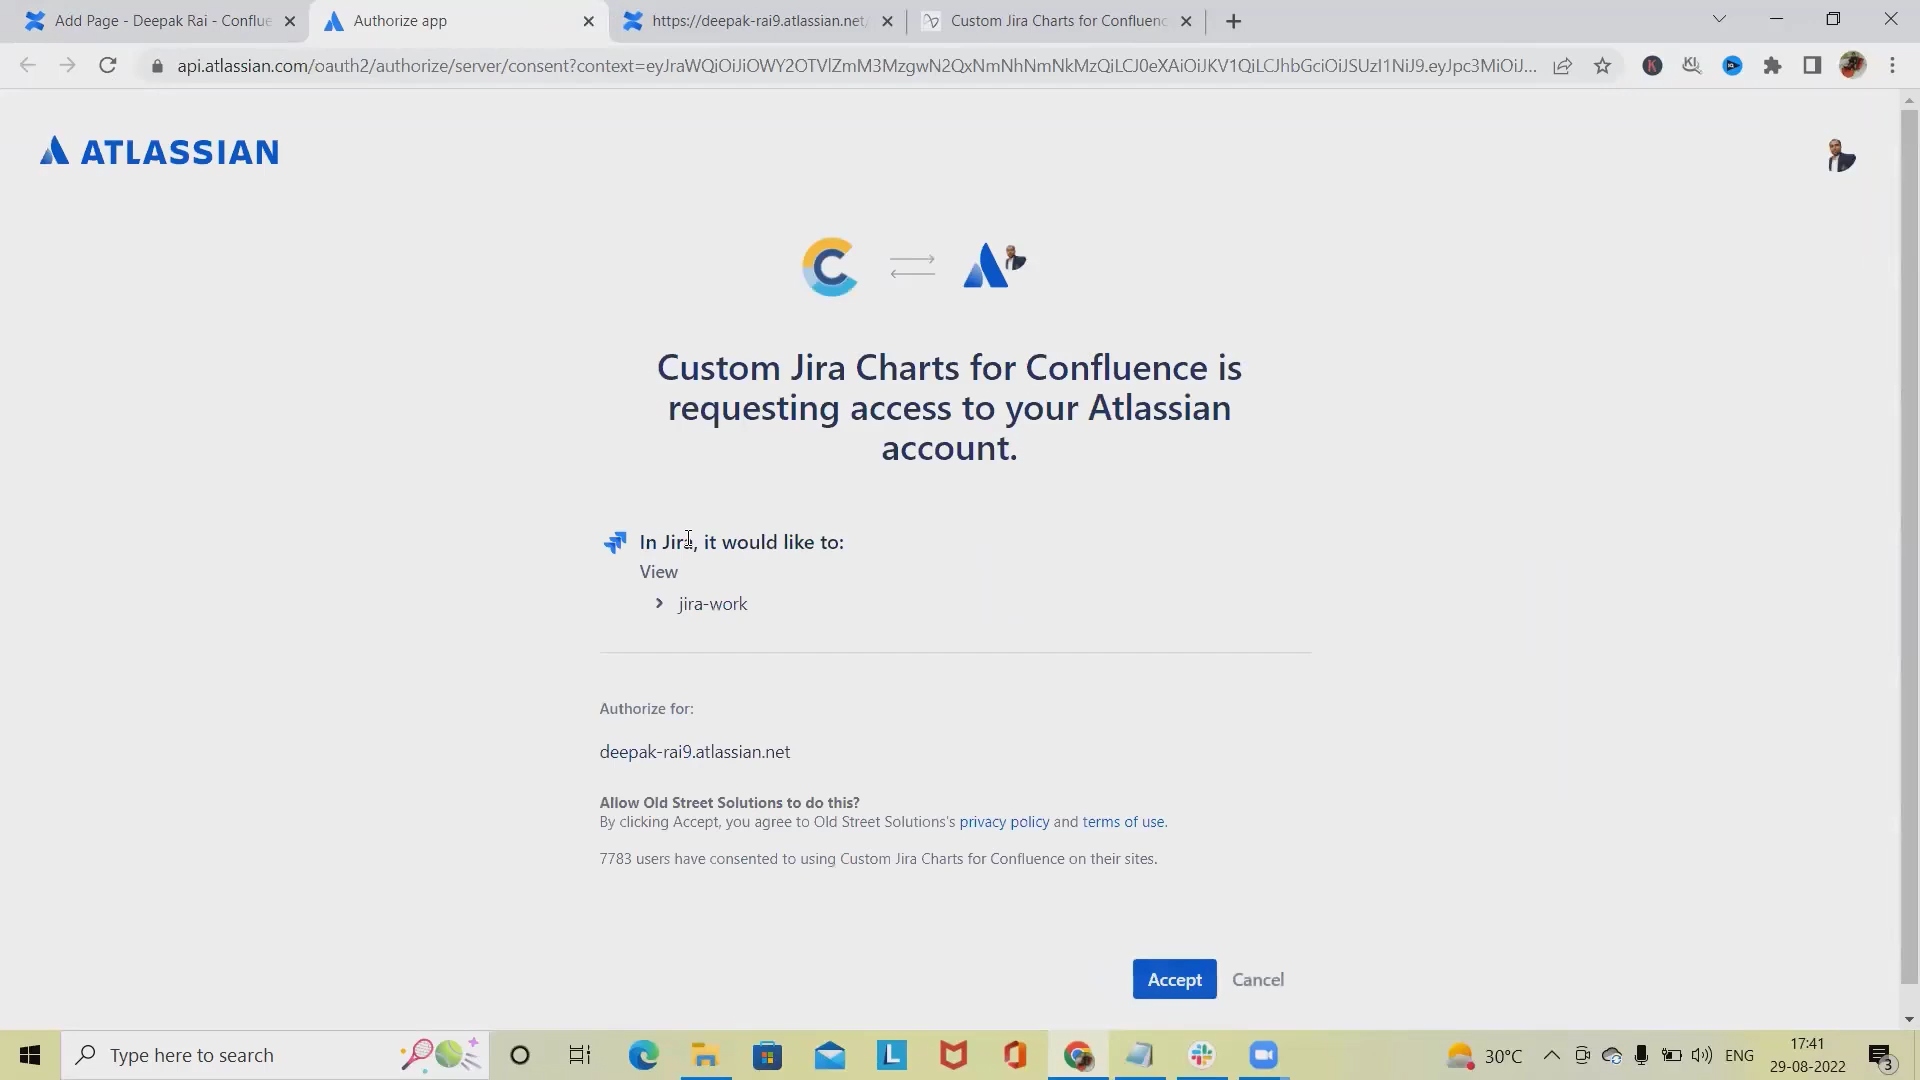 Add Page - Deepak Rai - Conflue
Authorize app
https://deepak-rai9.atlassian.net/
Custom Jira Charts for Confluenc
api.atlassian.com/oauth2/authorize/server/consent?context=eyJraWQiOiJiOWY2OTVlZmM3MzgwN2QxNmNhNmNkMzQiLCJ0eXAiOiJKV1QiLCJhbGciOiJSUzI1NiJ9.eyJpc3MiOiJ...
ATLASSIAN
Custom Jira Charts for Confluence is
requesting access to your Atlassian
account.
In Jira, it would like to:
View
jira-work
Authorize for:
deepak-rai9.atlassian.net
Allow Old Street Solutions to do this?
By clicking Accept, you agree to Old Street Solutions's privacy policy and terms of use.
7783 users have consented to using Custom Jira Charts for Confluence on their sites.
Accept Cancel
Type here to search
30°C
ENG
17:41
29-08-2022
3